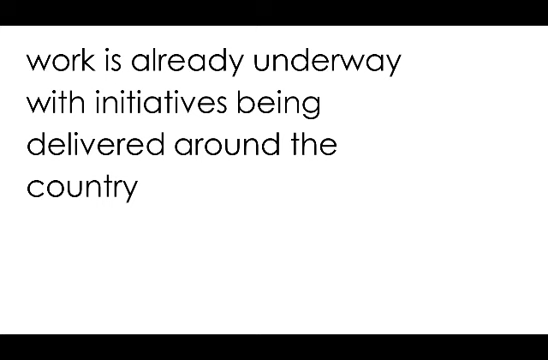 work is already underway
with initiatives being
delivered around the
country